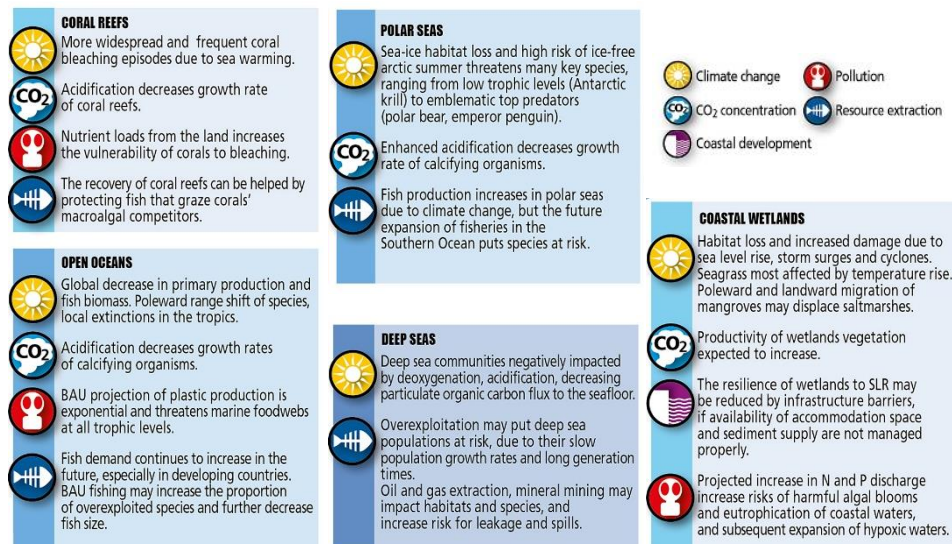 CORAL REEFS
More widespread and frequent coral
bleaching episodes due to sea warming.
CO2
Acidification decreases growth rate
of coral reefs.
Nutrient loads from the land increases
the vulnerability of corals to bleaching.
The recovery of coral reefs can be helped by
protecting fish that graze corals'
macroalgal competitors.
OPEN OCEANS
Global decrease in primary production and
fish biomass. Poleward range shift of species,
local extinctions in the tropics.
CO2
Acidification decreases growth rates
of calcifying organisms.
BAU projection of plastic production is
exponential and threatens marine foodwebs
at all trophic levels.
Fish demand continues to increase in the
future, especially in developing countries.
BAU fishing may increase the proportion
of overexploited species and further decrease
fish size.
POLAR SEAS
Sea-ice habitat loss and high risk of ice-free
arctic summer threatens many key species,
ranging from low trophic levels (Antarctic
krill) to emblematic top predators
(polar bear, emperor penguin).
CO2
Enhanced acidification decreases growth
rate of calcifying organisms.
Fish production increases in polar seas
due to climate change, but the future
expansion of fisheries in the
Southern Ocean puts species at risk.
DEEP SEAS
Deep sea communities negatively impacted
by deoxygenation, acidification, decreasing
particulate organic carbon flux to the seafloor.
Overexploitation may put deep sea
populations at risk, due to their slow
population growth rates and long generation
times.
Oil and gas extraction, mineral mining may
impact habitats and species, and
increase risk for leakage and spills.
Climate change
Pollution
CO2 CO2 concentration
Resource extraction
Coastal development
COASTAL WETLANDS
Habitat loss and increased damage due to
sea level rise, storm surges and cyclones.
Seagrass most affected by temperature rise.
Poleward and landward migration of
mangroves may displace saltmarshes.
CO2
Productivity of wetlands vegetation
expected to increase.
The resilience of wetlands to SLR may
be reduced by infrastructure barriers,
if availability of accommodation space
and sediment supply are not managed
properly.
Projected increase in N and P discharge
increase risks of harmful algal blooms
and eutrophication of coastal waters,
and subsequent expansion of hypoxic waters.